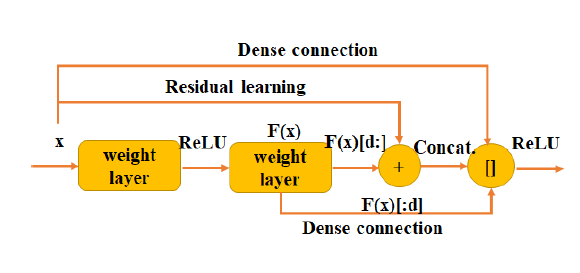 Dense connection
Residual learning
x
weight
layer
ReLU
F(x)
weight
layer
F(x)[d:]
+
Concat.
[]
ReLU
F(x)[:d]
Dense connection